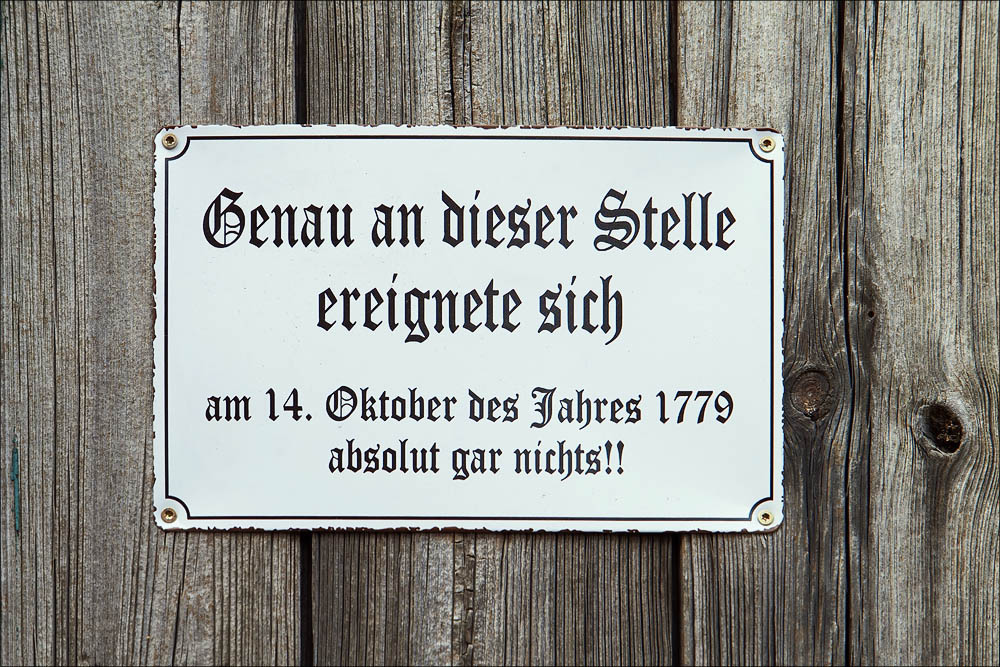 Genau an dieser Stelle
ereignete sich
am 14. Oktober des Jahres 1779
absolut gar nichts!!